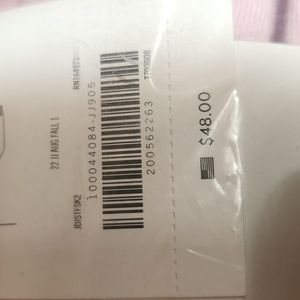 22 JJ AUG FALL 1
JDISTFSK2
100044084-JJ905
200562263
$48.00